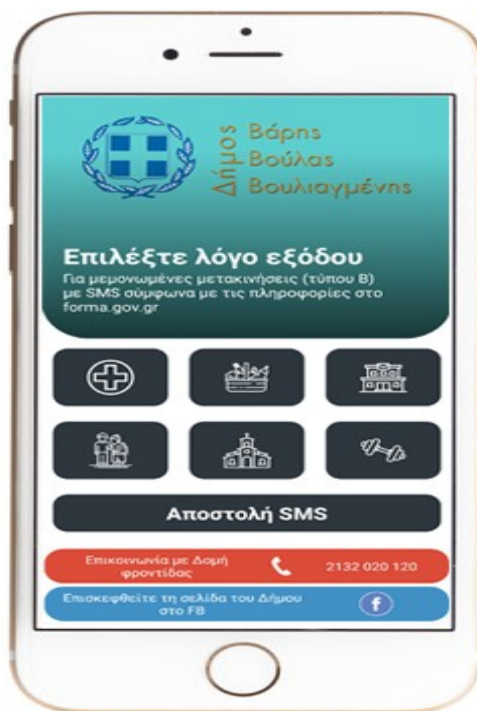 Δήμος
Βάρης
Βούλας
Βουλιαγμένης
Επιλέξτε λόγο εξόδου
Για μεμονωμένες μετακινήσεις (τύπου Β)
με SMS σύμφωνα με τις πληροφορίες στο
forma.gov.gr
Αποστολή SMS
Επικοινωνία με Δομή
φροντίδας
2132 020 120
Επισκεφθείτε τη σελίδα του Δήμου
στο FB
f